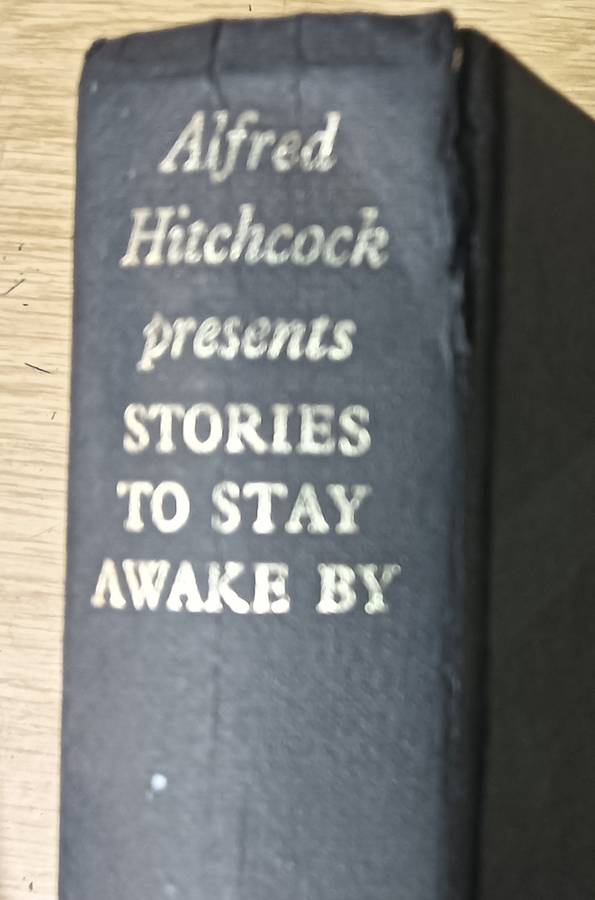 Alfred
Hitchcock
presents
STORIES
TO STAY
AWAKE BY